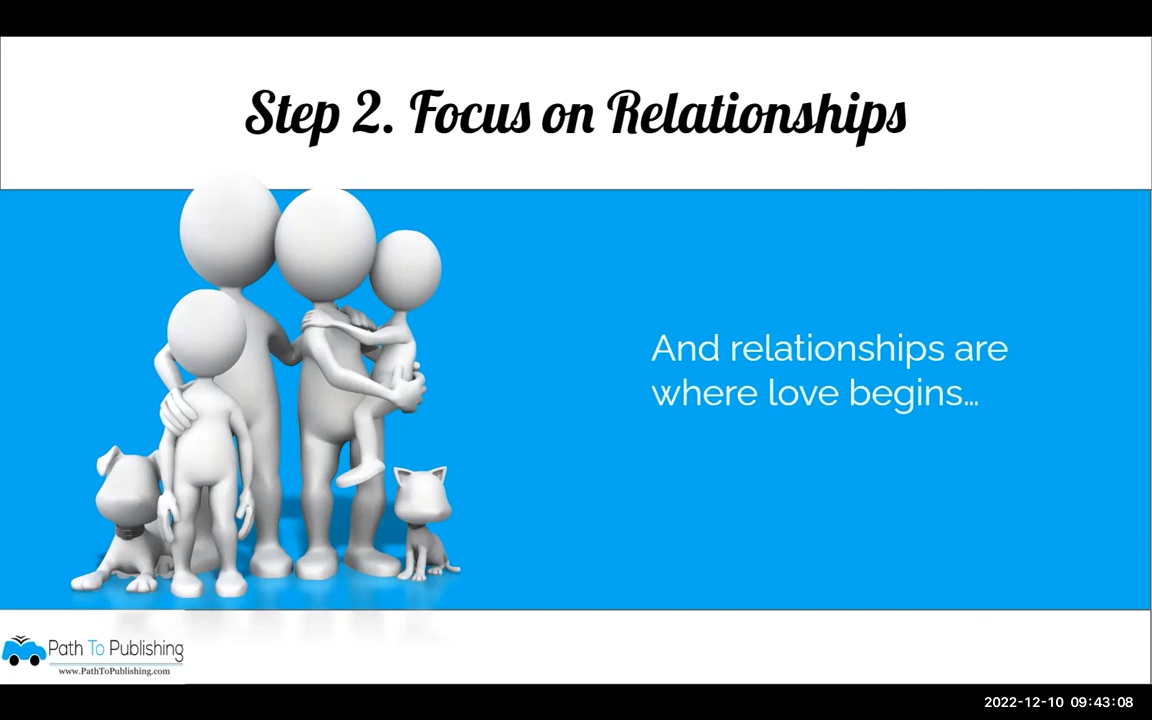 Step 2. Focus on Relationships
And relationships are
where love begins...
Path To Publishing
www.PathToPublishing.com
2022-12-10 09:43:08